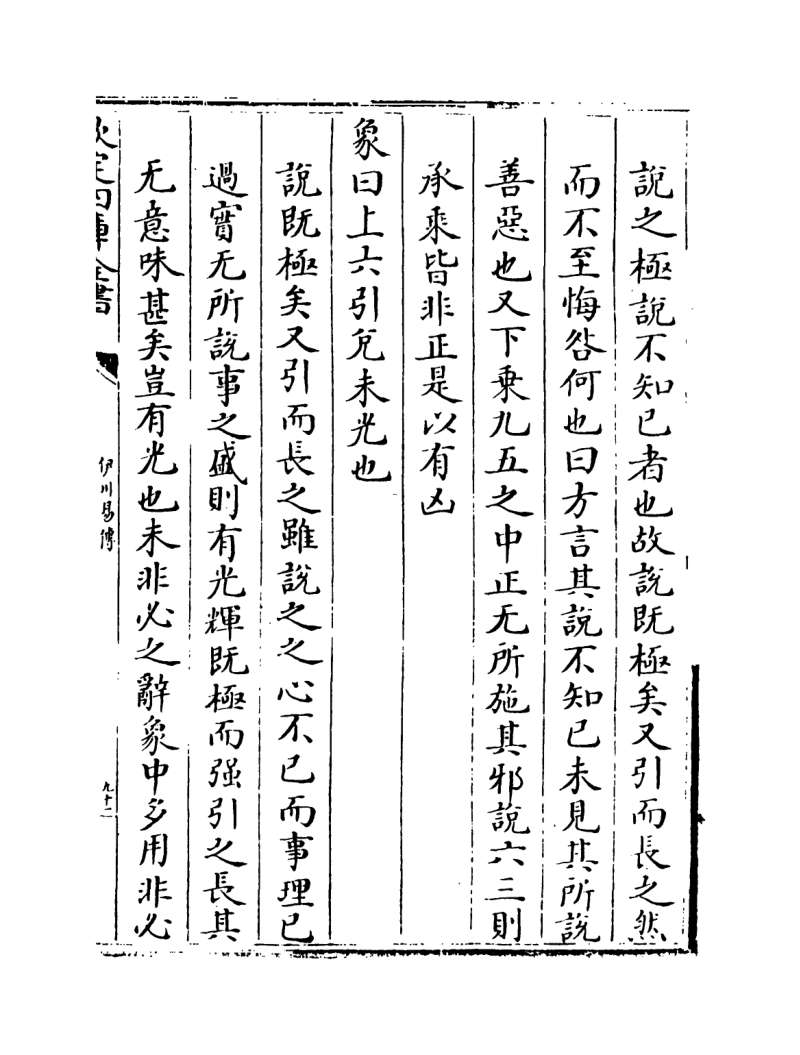 說之極說不知已者也故說既極矣又引而長之然
而不至悔咎何也曰方言其說不知已未見其所說
善惡也又下乘九五之中正无所施其邪說六三則
承乘皆非正是以有凶
象曰上六引兌未光也
說既極矣又引而長之雖說之之心不已而事理已
過實无所說事之盛則有光輝既極而强引之長其
无意味甚矣豈有光也未非必之辭象中多用非必
欽定四庫全書
伊川易傳
九十二